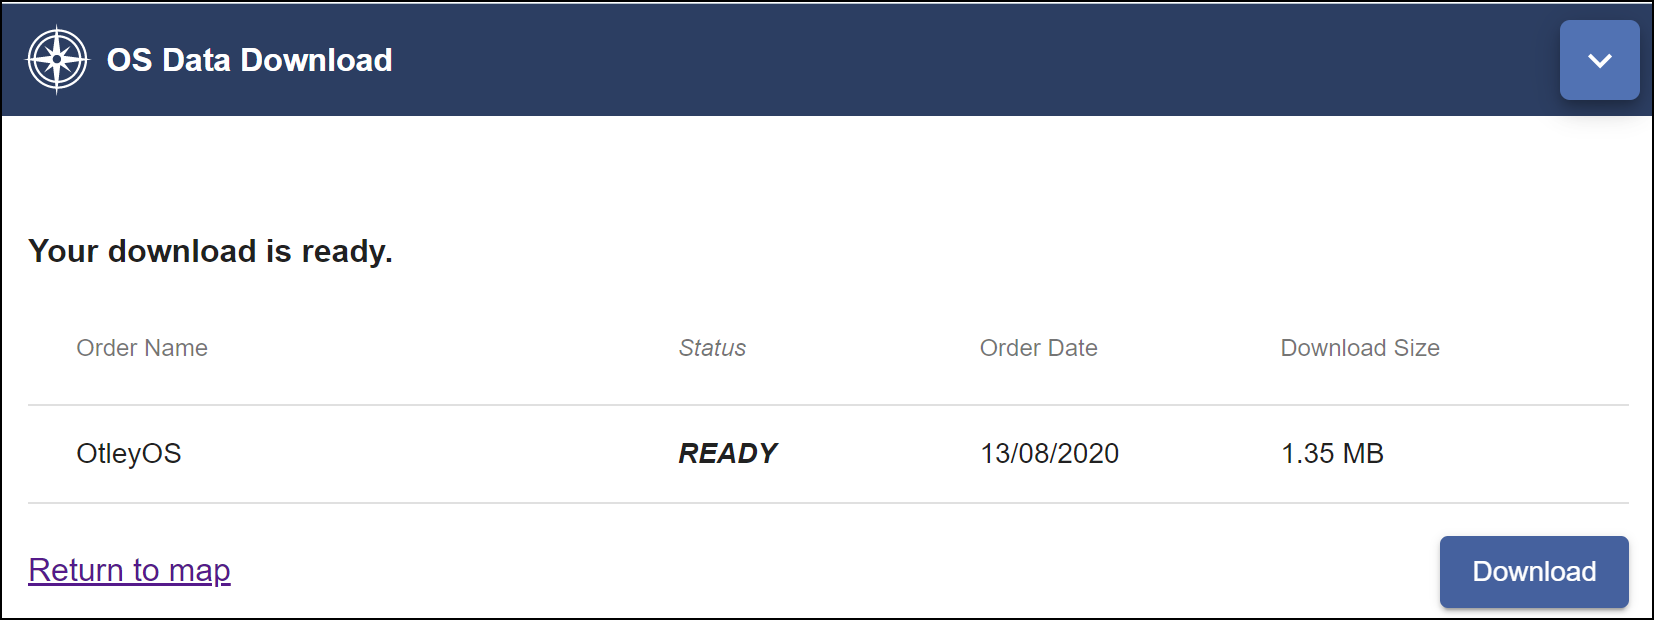 OS Data Download
Your download is ready.
Order Name Status Order Date Download Size
OtleyOS READY 13/08/2020 1.35 MB
Return to map Download